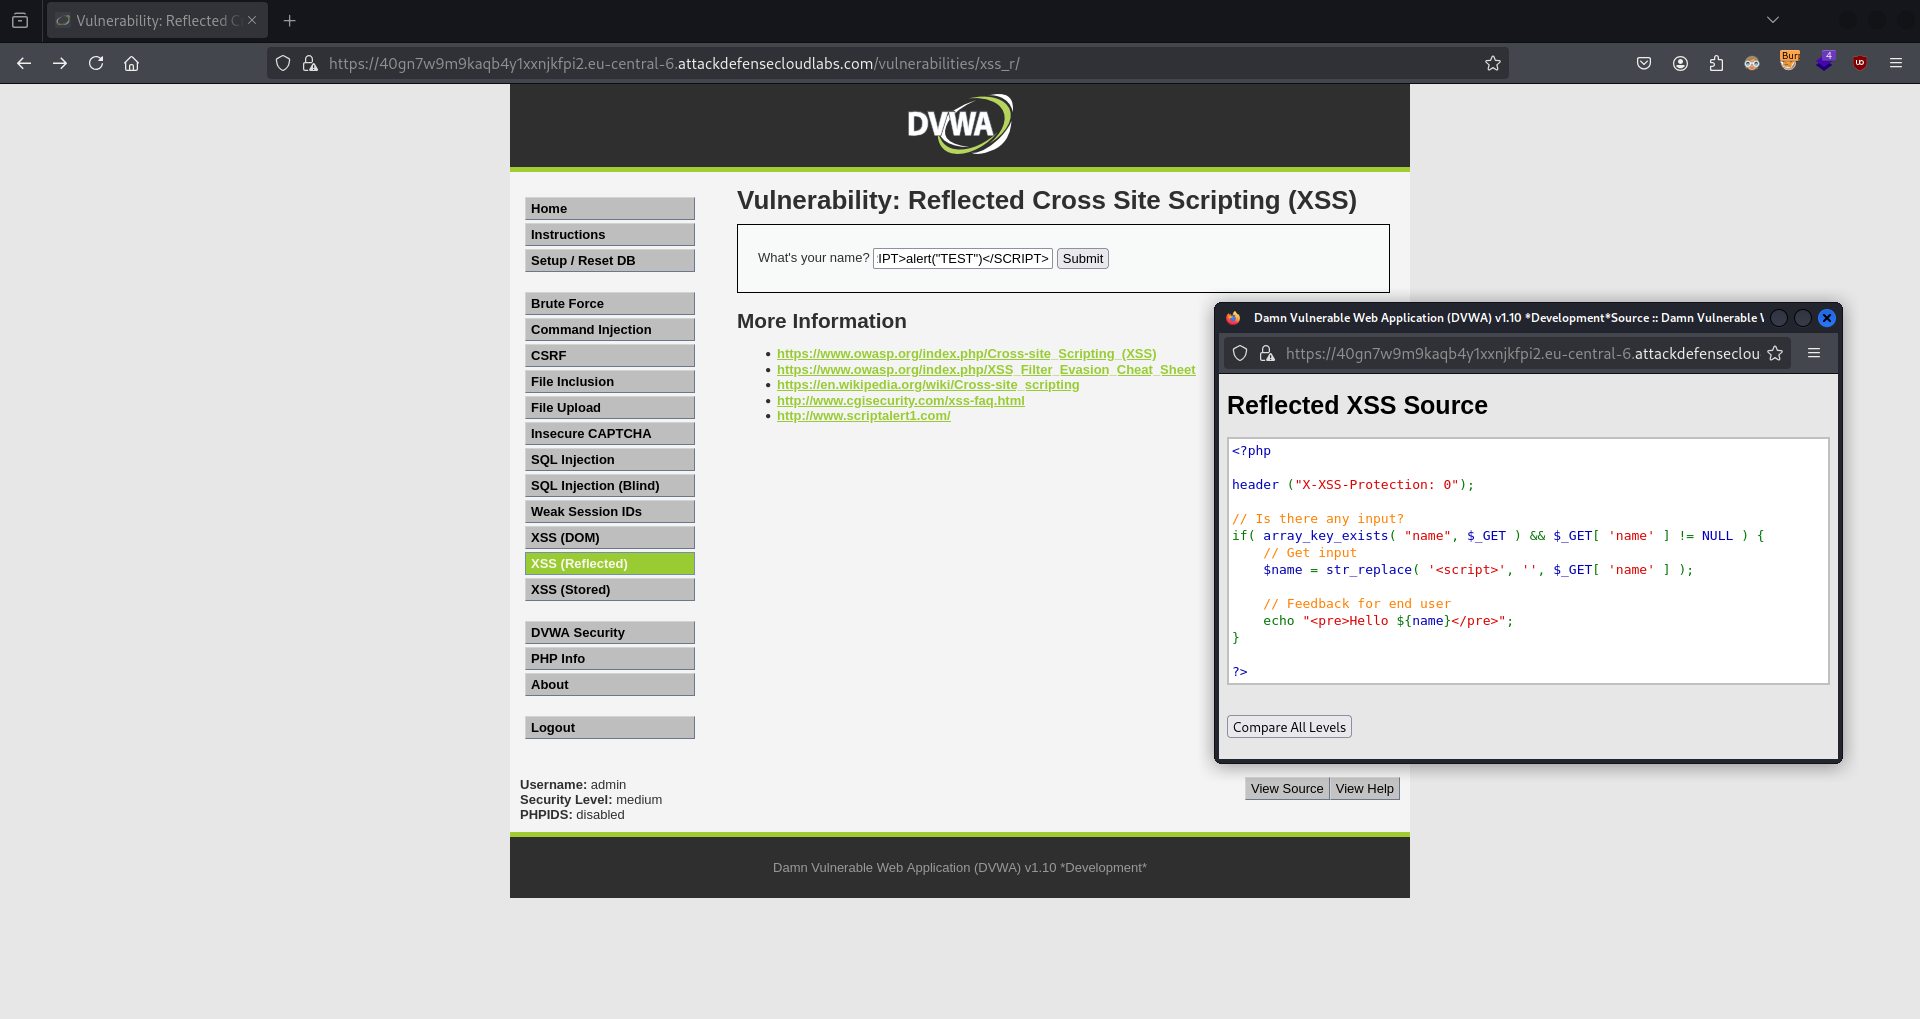 Vulnerability: Reflected C
https://40gn7w9m9kaqb4y1xxnjkfpi2.eu-central-6.attackdefensecloudlabs.com/vulnerabilities/xss_r/
Burr
4
DVWA
Home
Instructions
Setup / Reset DB
Brute Force
Command Injection
CSRF
File Inclusion
File Upload
Insecure CAPTCHA
SQL Injection
SQL Injection (Blind)
Weak Session IDs
XSS (DOM)
XSS (Reflected)
XSS (Stored)
DVWA Security
PHP Info
About
Logout
Vulnerability: Reflected Cross Site Scripting (XSS)
What's your name? IPT>alert("TEST")</SCRIPT> Submit
More Information
• https://www.owasp.org/index.php/Cross-site_Scripting_(XSS)
• https://www.owasp.org/index.php/XSS_Filter_Evasion_Cheat_Sheet
• https://en.wikipedia.org/wiki/Cross-site_scripting
• http://www.cgisecurity.com/xss-faq.html
• http://www.scriptalert1.com/
Damn Vulnerable Web Application (DVWA) v1.10 *Development*Source :: Damn Vulnerable
https://40gn7w9m9kaqb4y1xxnjkfpi2.eu-central-6.attackdefenseclou
Reflected XSS Source
<?php
header ("X-XSS-Protection: 0");
// Is there any input?
if( array_key_exists( "name", $_GET ) && $_GET[ 'name' ] != NULL ) {
// Get input
$name = str_replace( '<script>', '', $_GET[ 'name' ] );
// Feedback for end user
echo "<pre>Hello ${name}</pre>";
}
?>
Compare All Levels
Username: admin
Security Level: medium
PHPIDS: disabled
View Source View Help
Damn Vulnerable Web Application (DVWA) v1.10 *Development*